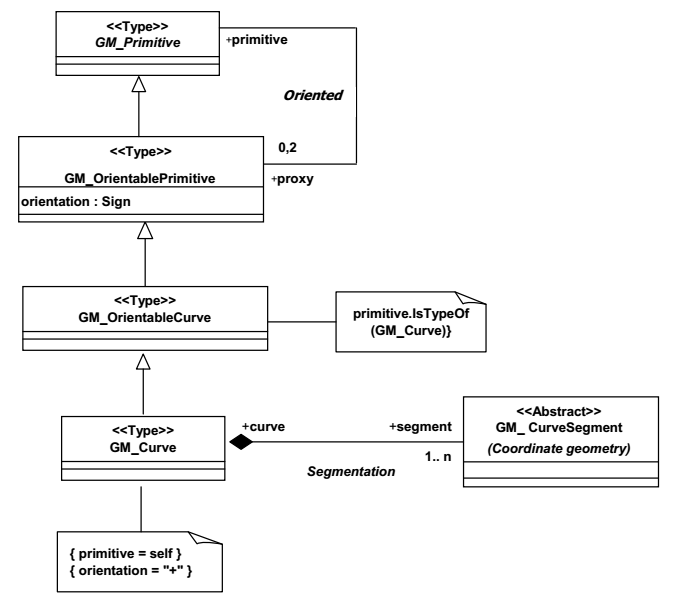 <<Type>>
GM_Primitive
+primitive
Oriented
0,2
<<Type>>
GM_OrientablePrimitive
+proxy
orientation : Sign
<<Type>>
GM_OrientableCurve
primitive.IsTypeOf
(GM_Curve)}
<<Type>>
GM_Curve
+curve
+segment
1.. n
Segmentation
<<Abstract>>
GM_ CurveSegment
(Coordinate geometry)
{ primitive = self }
{ orientation = "+" }